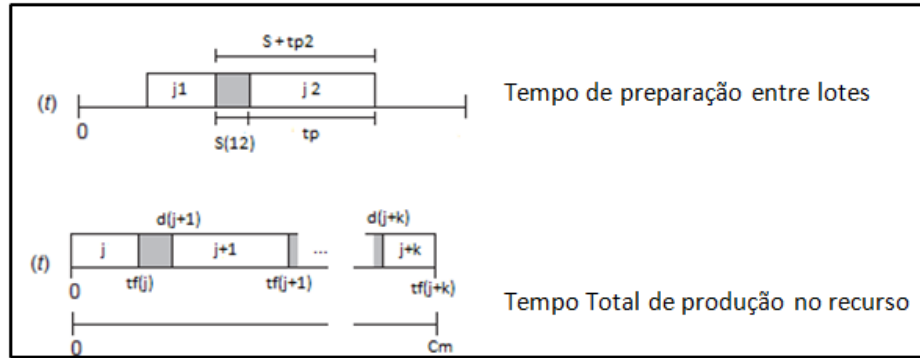 S + tp2
j1
j 2
Tempo de preparação entre lotes
(t)
0
S(12)
tp
d(j+1)
d(j+k)
j
j+1
...
j+k
(t)
0
tf(j)
tf(j+1)
tf(j+k)
Tempo Total de produção no recurso
0
Cm